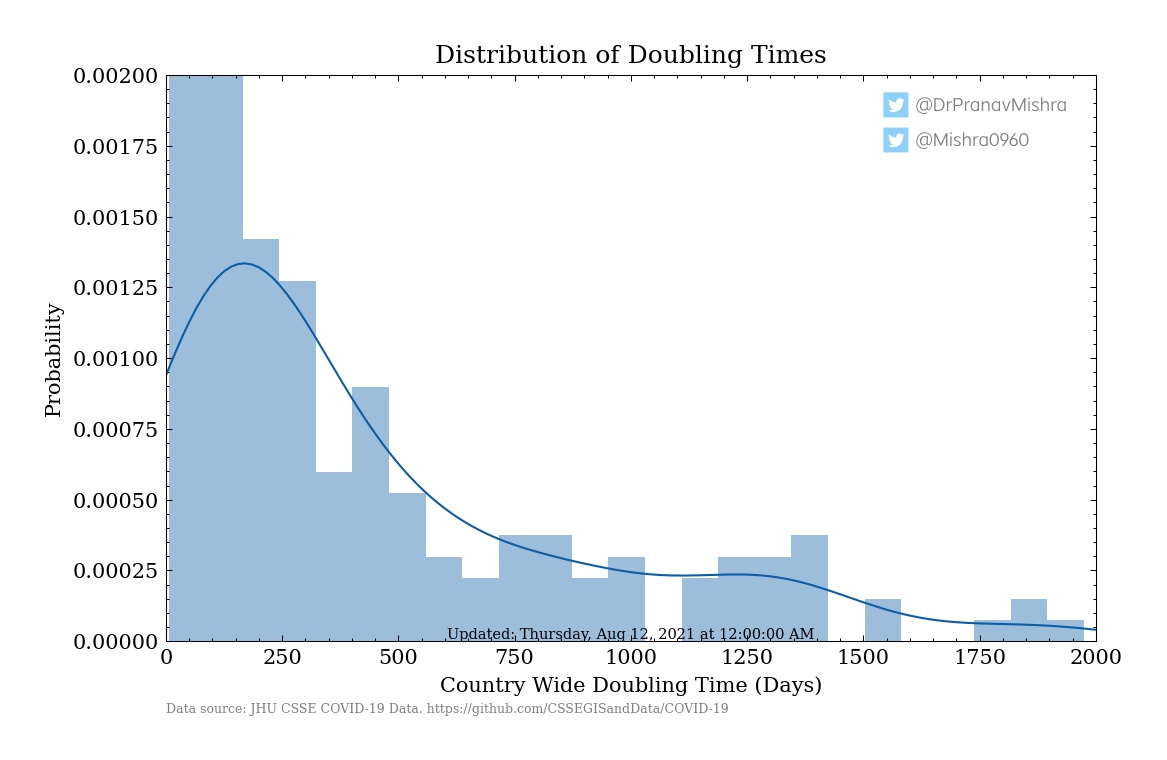 Distribution of Doubling Times
@DrPranavMishra
@Mishra0960
0.00200
0.00175
0.00150
0.00125
0.00100
0.00075
0.00050
0.00025
0.00000
Probability
Updated: Thursday, Aug 12, 2021 at 12:00:00 AM
0 250 500 750 1000 1250 1500 1750 2000
Country Wide Doubling Time (Days)
Data source: JHU CSSE COVID-19 Data. https://github.com/CSSEGISandData/COVID-19